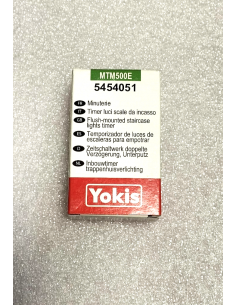 MTM500E
5454051
FR Minuterie
IT Timer luci scale da incasso
GB Flush-mounted staircase
lights timer
ES Temporizador de luces de
escaleras para empotrar
D Zeitschaltwerk doppelte
Verzögerung, Unterputz
NL Inbouwtimer
trappenhuisverlichting
Yokis